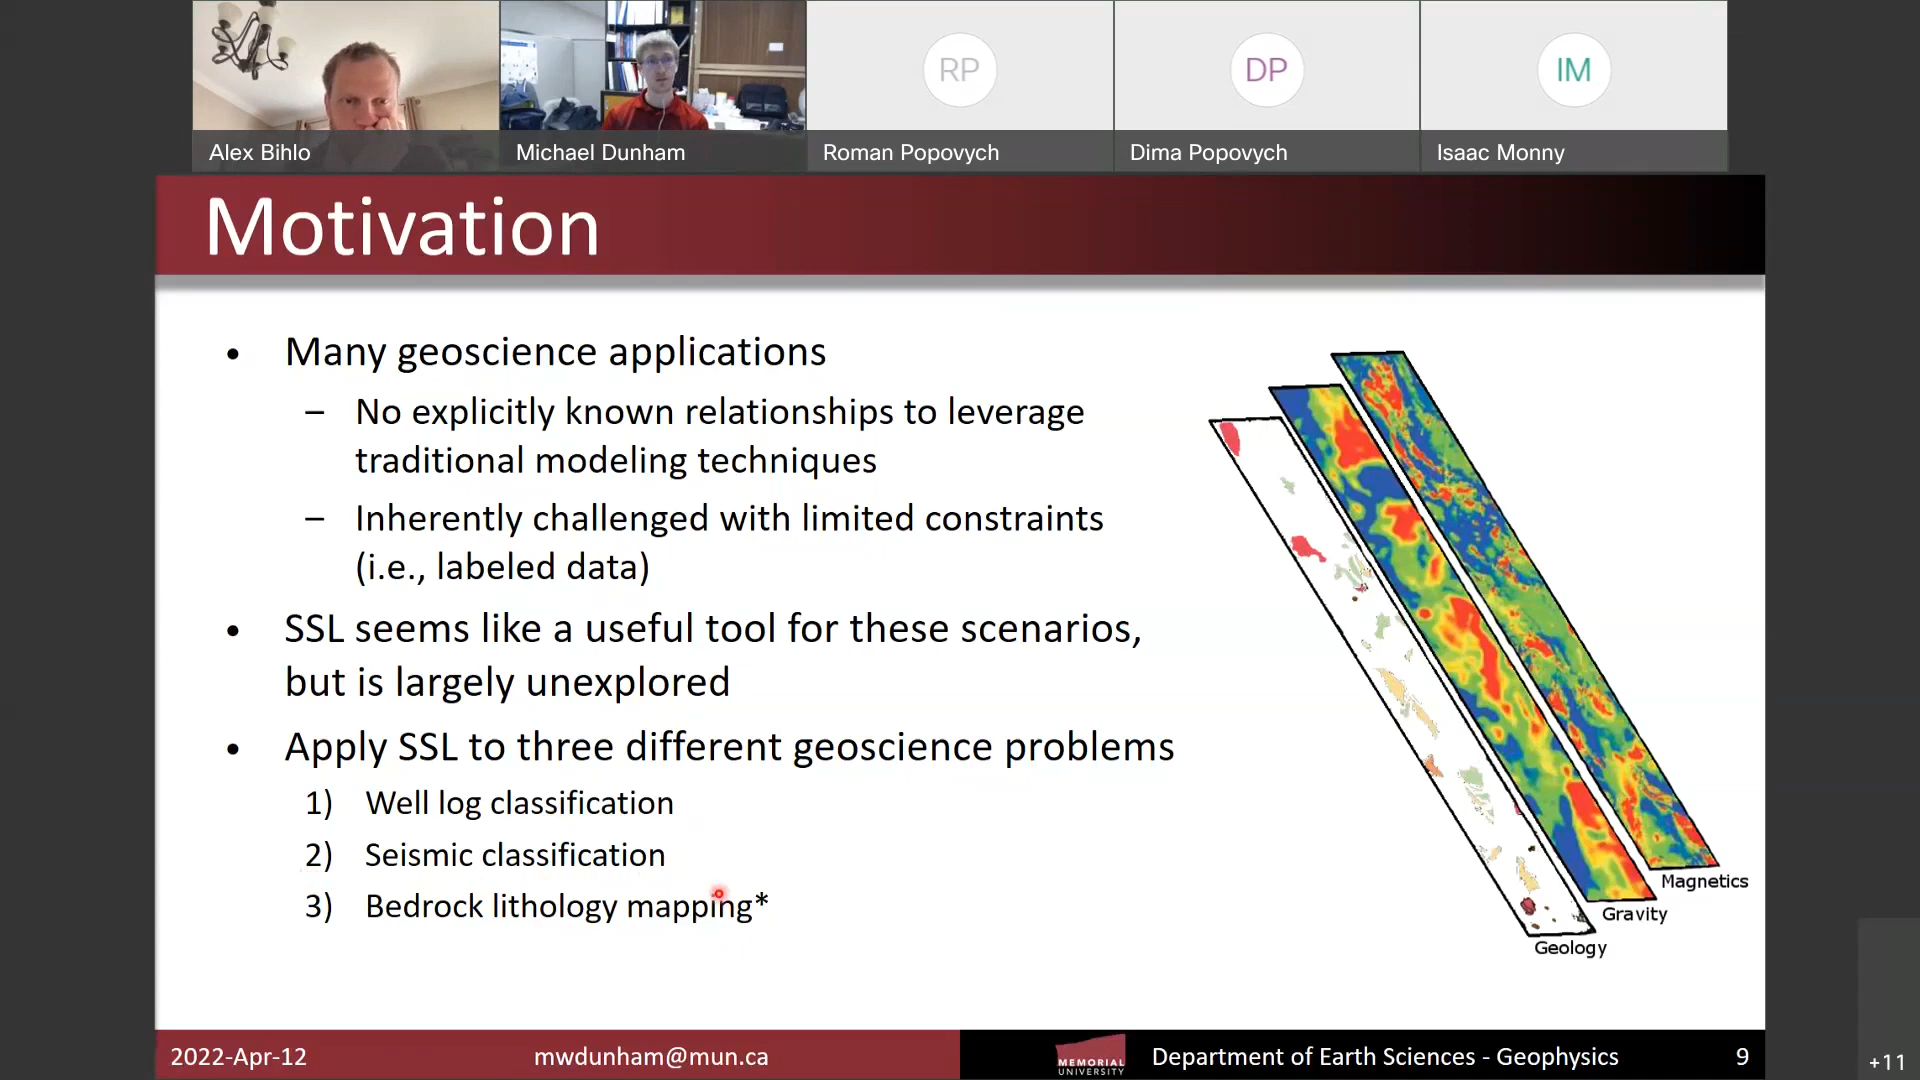 RP
DP
IM
Alex Bihlo
Michael Dunham
Roman Popovych
Dima Popovych
Isaac Monny
Motivation
• Many geoscience applications
– No explicitly known relationships to leverage
traditional modeling techniques
– Inherently challenged with limited constraints
(i.e., labeled data)
• SSL seems like a useful tool for these scenarios,
but is largely unexplored
• Apply SSL to three different geoscience problems
1) Well log classification
2) Seismic classification
3) Bedrock lithology mapping*
Magnetics
Gravity
Geology
2022-Apr-12
mwdunham@mun.ca
MEMORIAL
UNIVERSITY
Department of Earth Sciences - Geophysics
9
+11